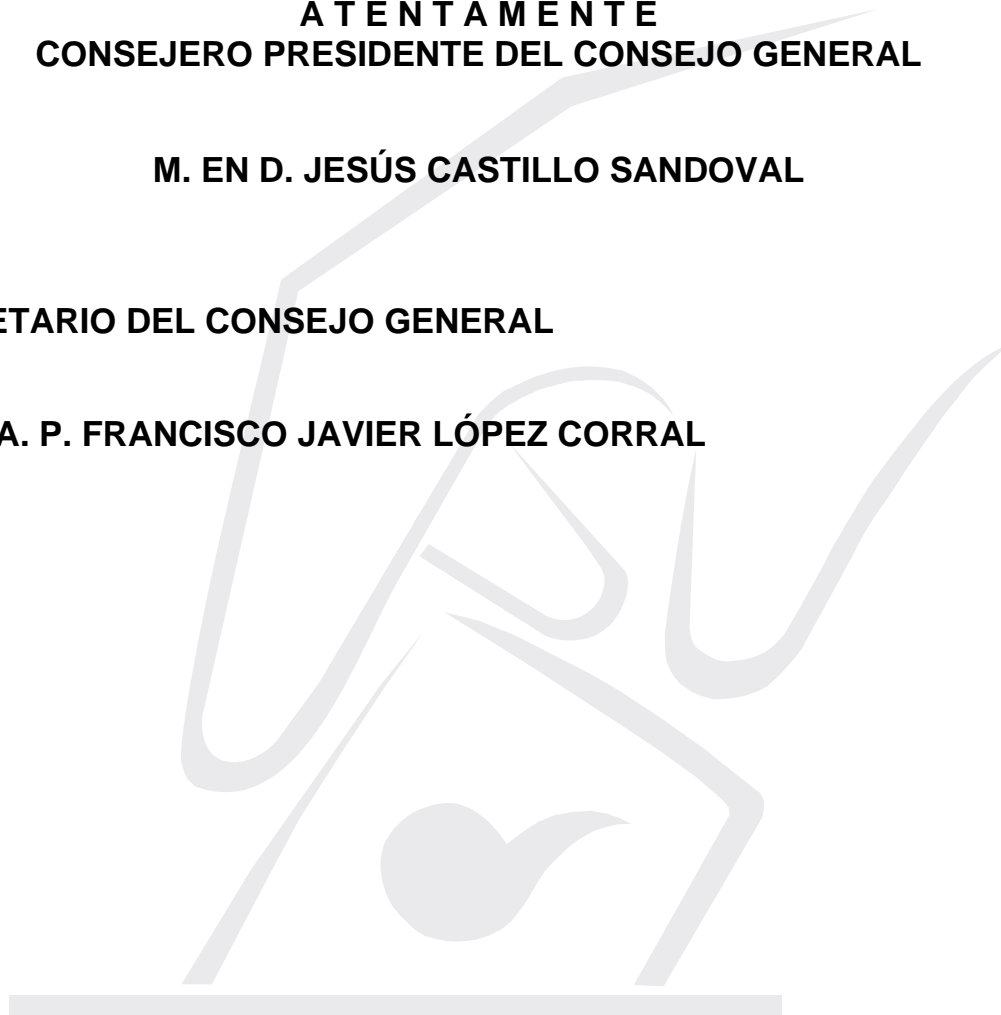 A T E N T A M E N T E
CONSEJERO PRESIDENTE DEL CONSEJO GENERAL
M. EN D. JESÚS CASTILLO SANDOVAL
ETARIO DEL CONSEJO GENERAL
A. P. FRANCISCO JAVIER LÓPEZ CORRAL